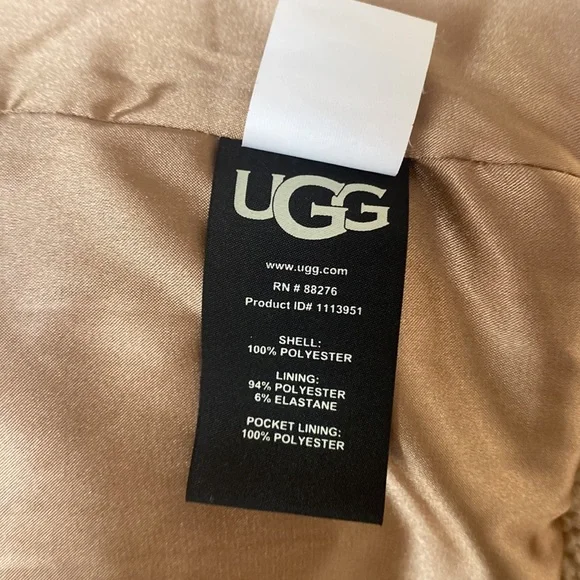 UGG
www.ugg.com
RN # 88276
Product ID# 1113951
SHELL:
100% POLYESTER
LINING:
94% POLYESTER
6% ELASTANE
POCKET LINING:
100% POLYESTER